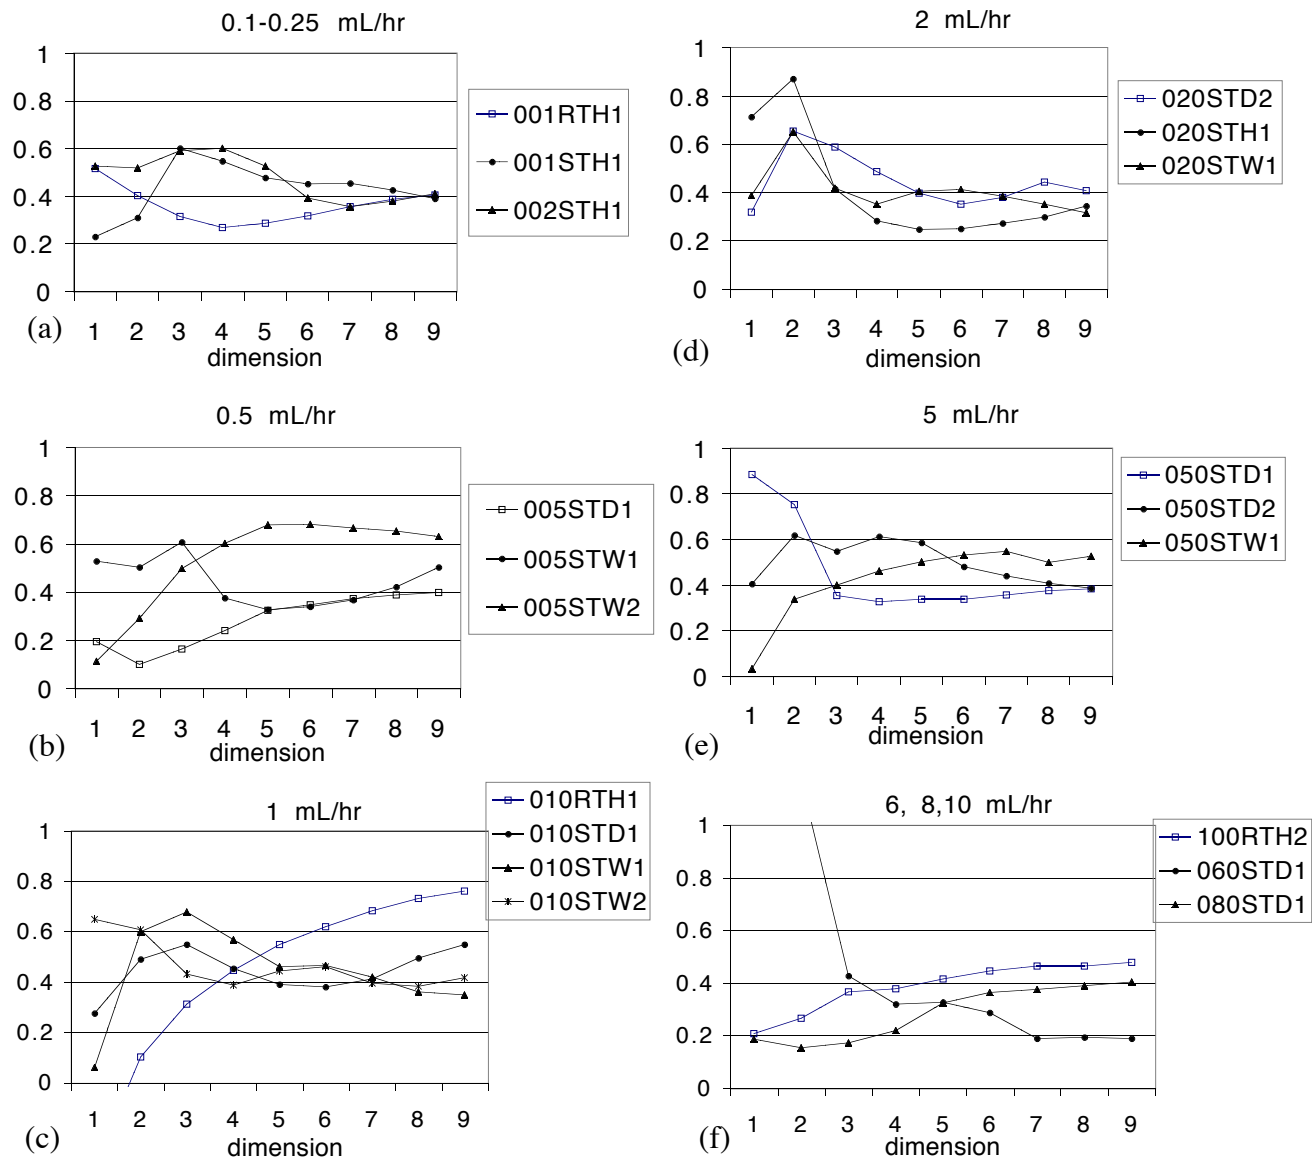 0.1-0.25 mL/hr
1
0.8
0.6
0.4
0.2
0
1 2 3 4 5 6 7 8 9
dimension
(a)
001RTH1
001STH1
002STH1
2 mL/hr
1
0.8
0.6
0.4
0.2
0
1 2 3 4 5 6 7 8 9
dimension
(d)
020STD2
020STH1
020STW1
0.5 mL/hr
1
0.8
0.6
0.4
0.2
0
1 2 3 4 5 6 7 8 9
dimension
(b)
005STD1
005STW1
005STW2
5 mL/hr
1
0.8
0.6
0.4
0.2
0
1 2 3 4 5 6 7 8 9
dimension
(e)
050STD1
050STD2
050STW1
1 mL/hr
1
0.8
0.6
0.4
0.2
0
1 2 3 4 5 6 7 8 9
dimension
(c)
010RTH1
010STD1
010STW1
010STW2
6, 8,10 mL/hr
1
0.8
0.6
0.4
0.2
0
1 2 3 4 5 6 7 8 9
dimension
(f)
100RTH2
060STD1
080STD1